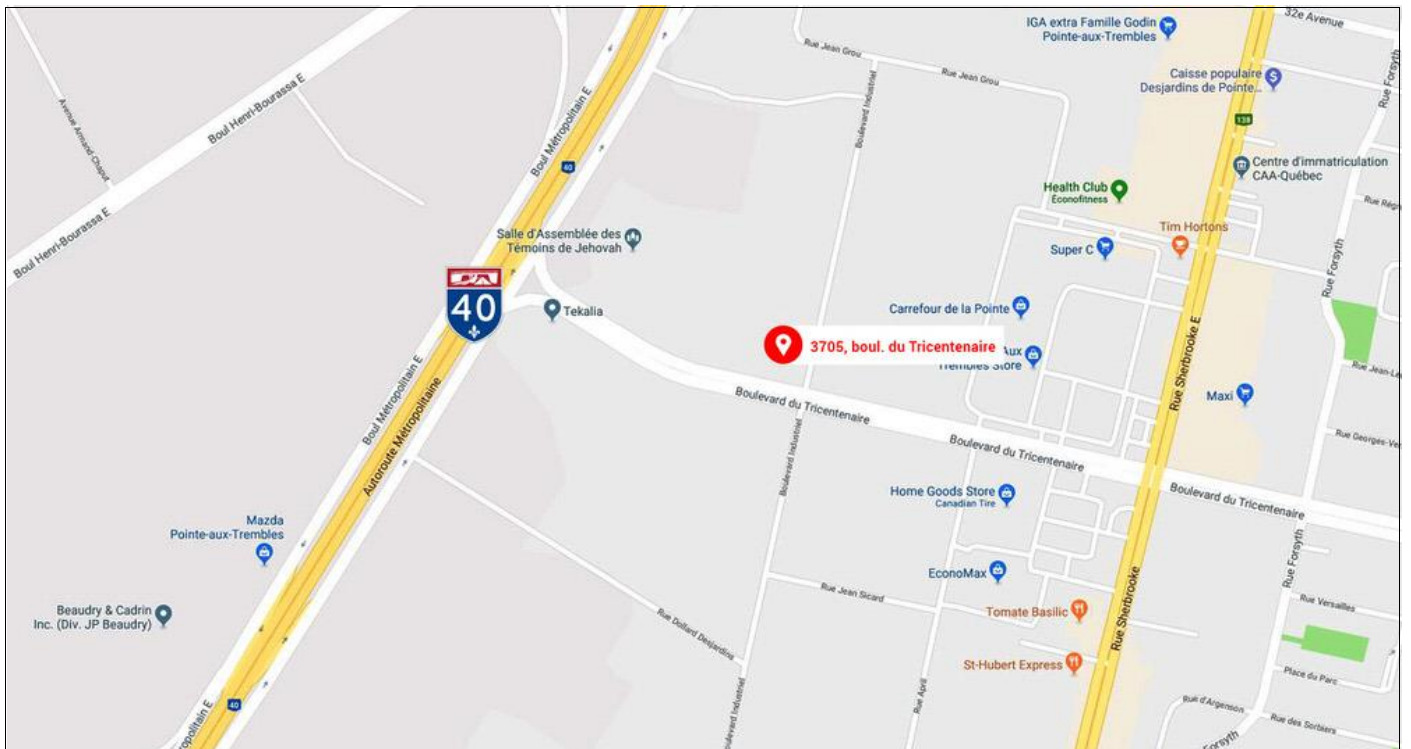 32e Avenue
IGA extra Famille Godin
Pointe-aux-Trembles
Rue Jean Grou
Rue Jean Grou
Caisse populaire
Desjardins de Pointe...
Rue Forsyth
Avenue Armand-Chaput
Boul Henri-Bourassa E
Boul Métropolitain E
Boulevard Industriel
138
40
Centre d'immatriculation
CAA-Québec
Health Club
Éconofitness
Boul Henri-Bourassa E
Salle d'Assemblée des
Témoins de Jehovah
Tim Hortons
Super C
Rue Forsyth
40
Tekalia
Carrefour de la Pointe
3705, boul. du Tricentenaire
Aux
Trembles Store
Rue Sherbrooke E
Maxi
Boul Métropolitain E
Autoroute Métropolitaine
Boulevard du Tricentenaire
Boulevard Industriel
Boulevard du Tricentenaire
Boulevard du Tricentenaire
Home Goods Store
Canadian Tire
Mazda
Pointe-aux-Trembles
EconoMax
Rue Jean Sicard
Rue Forsyth
Rue Versailles
Beaudry & Cadrin
Inc. (Div. JP Beaudry)
Rue Dollard Desjardins
Tomate Basilic
Rue Sherbrooke
St-Hubert Express
Place du Parc
Rue April
Rue d'Argenson
Rue des Sorbiers
40